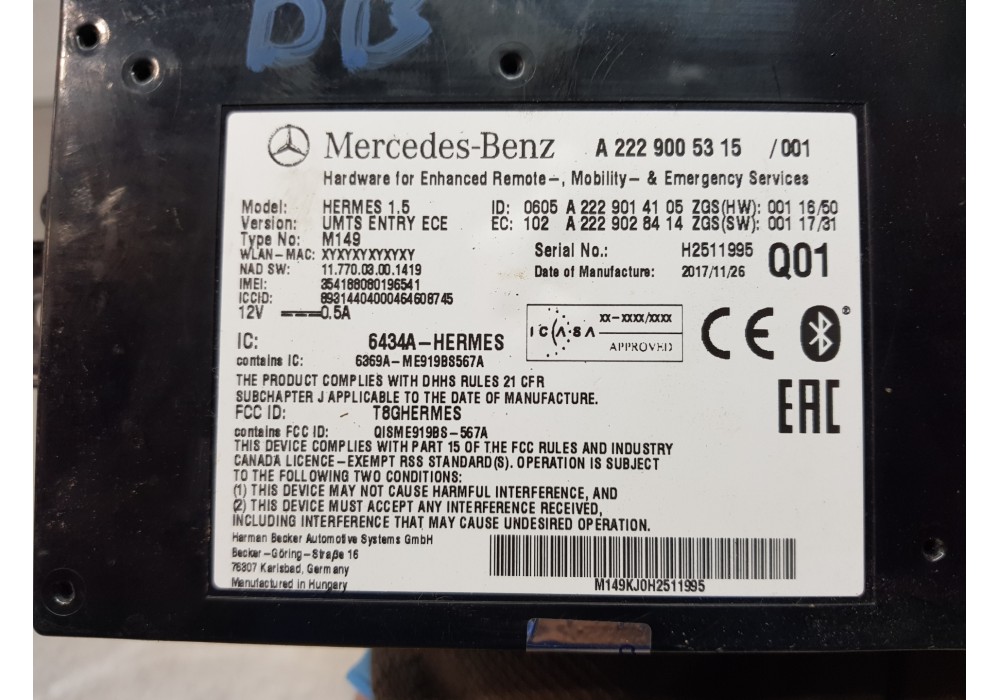 DB
Mercedes-Benz A 222 900 53 15 /001
Hardware for Enhanced Remote-, Mobility- & Emergency Services
Model: HERMES 1.5 ID: 0605 A 222 901 41 05 ZGS(HW): 001 16/50
Version: UMTS ENTRY ECE EC: 102 A 222 902 84 14 ZGS(SW): 001 17/31
Type No: M149 Serial No.: H2511995 Q01
WLAN-MAC: XYXYXYXYXYXY
NAD SW: 11.770.03.00.1419 Date of Manufacture: 2017/11/26
IMEI: 354188080196541
ICCID: 89314404000464608745
12V 0.5A
ICASA xx-xxxx/xxxx
APPROVED
CE
EAC
IC: 6434A-HERMES
contains IC: 6369A-ME919BS567A
THE PRODUCT COMPLIES WITH DHHS RULES 21 CFR
SUBCHAPTER J APPLICABLE TO THE DATE OF MANUFACTURE.
FCC ID: T8GHERMES
contains FCC ID: QISME919BS-567A
THIS DEVICE COMPLIES WITH PART 15 OF THE FCC RULES AND INDUSTRY
CANADA LICENCE-EXEMPT RSS STANDARD(S). OPERATION IS SUBJECT
TO THE FOLLOWING TWO CONDITIONS:
(1) THIS DEVICE MAY NOT CAUSE HARMFUL INTERFERENCE, AND
(2) THIS DEVICE MUST ACCEPT ANY INTERFERENCE RECEIVED,
INCLUDING INTERFERENCE THAT MAY CAUSE UNDESIRED OPERATION.
Harman Becker Automotive Systems GmbH
Becker-Göring-Straße 16
76307 Karlsbad, Germany
Manufactured in Hungary
M149KJ0H2511995